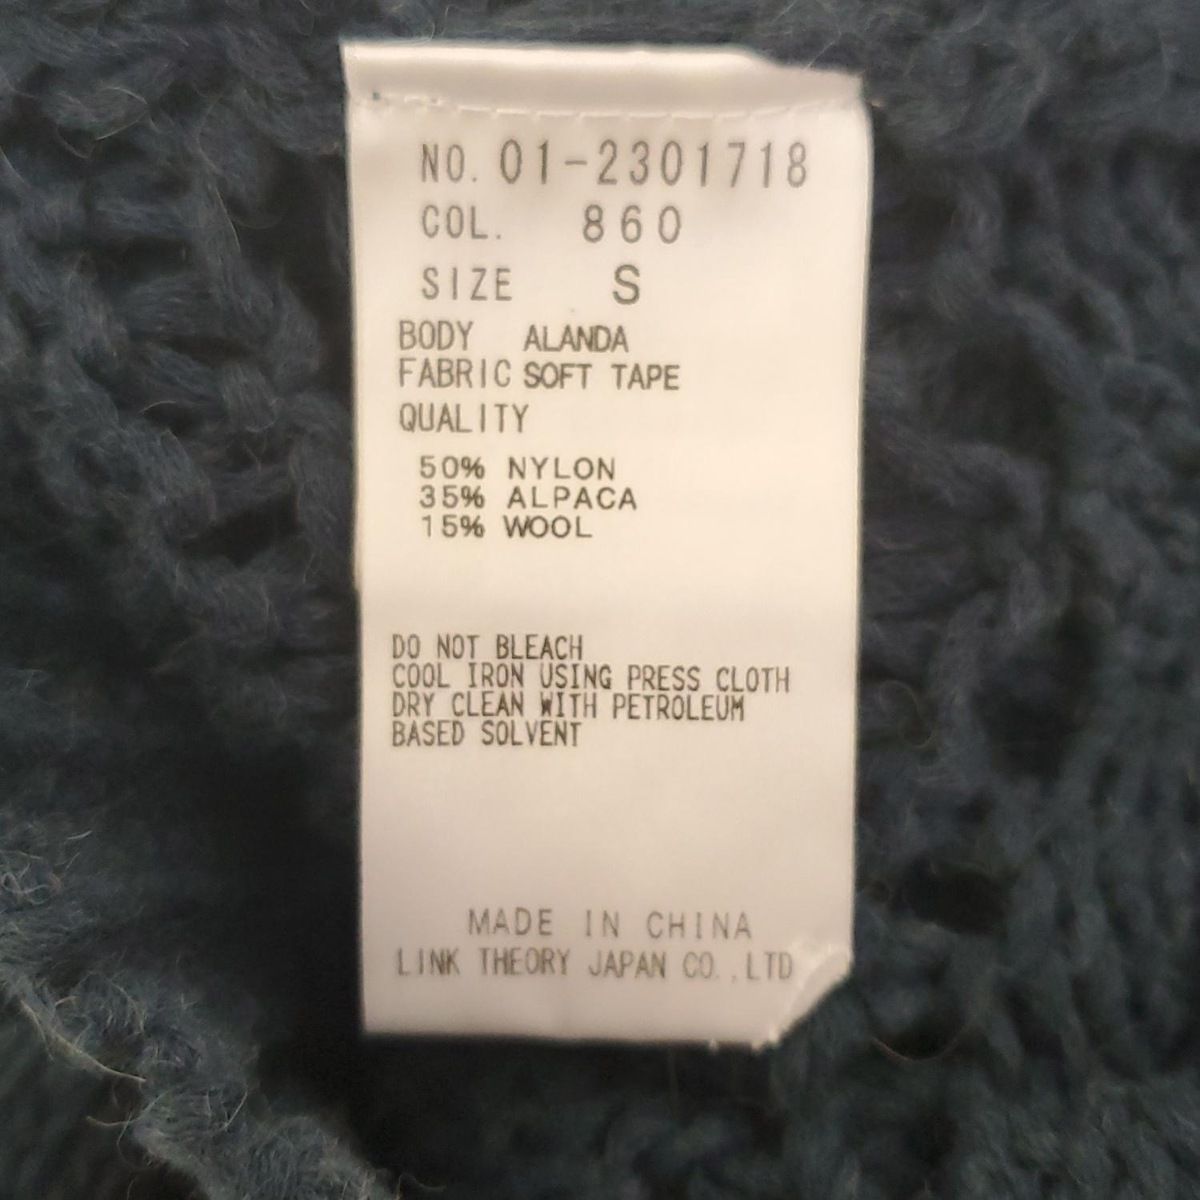 NO. 01-2301718
COL. 860
SIZE S
BODY ALANDA
FABRIC SOFT TAPE
QUALITY
50% NYLON
35% ALPACA
15% WOOL
DO NOT BLEACH
COOL IRON USING PRESS CLOTH
DRY CLEAN WITH PETROLEUM
BASED SOLVENT
MADE IN CHINA
LINK THEORY JAPAN CO.,LTD